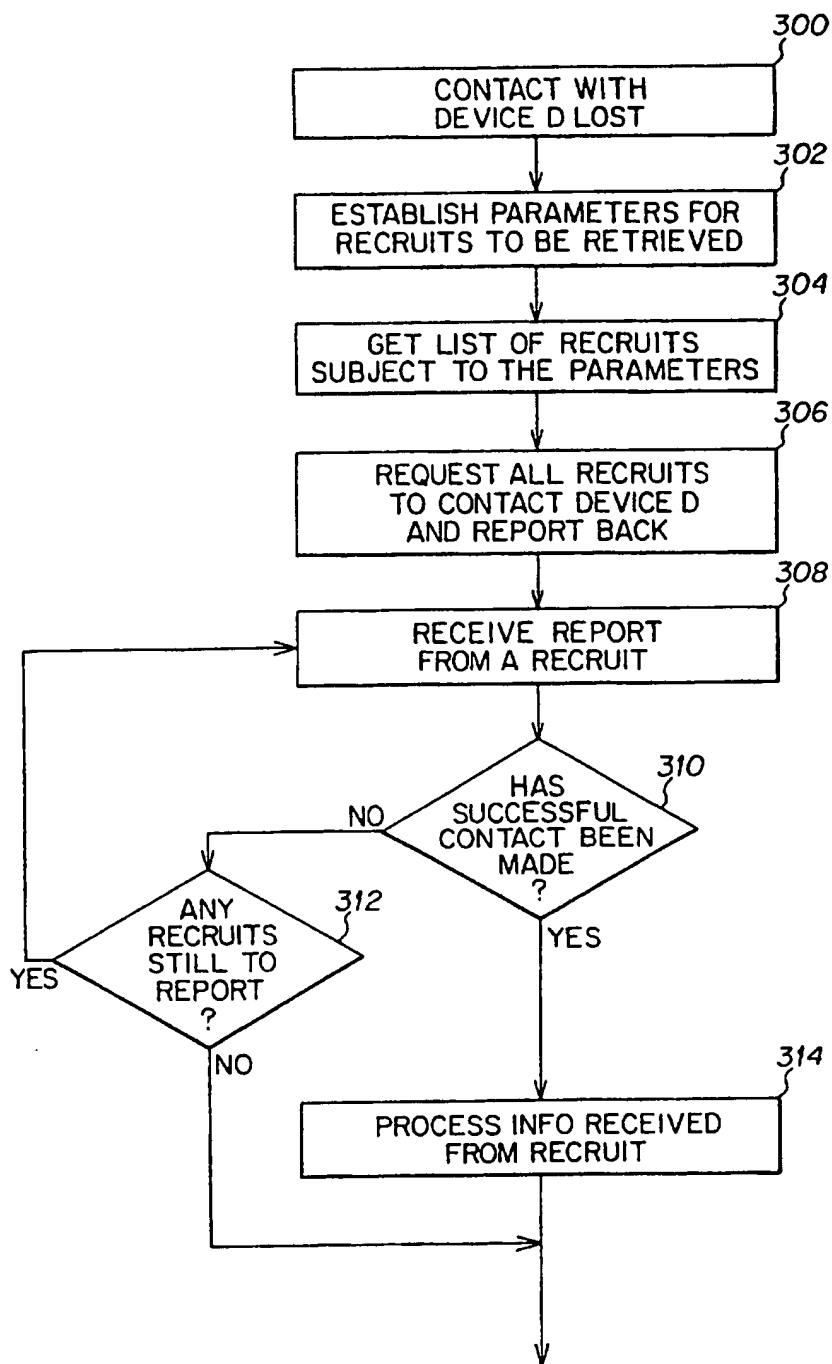 300
CONTACT WITH
DEVICE D LOST
302
ESTABLISH PARAMETERS FOR
RECRUITS TO BE RETRIEVED
304
GET LIST OF RECRUITS
SUBJECT TO THE PARAMETERS
306
REQUEST ALL RECRUITS
TO CONTACT DEVICE D
AND REPORT BACK
308
RECEIVE REPORT
FROM A RECRUIT
310
HAS
SUCCESSFUL
CONTACT BEEN
MADE
?
NO
YES
312
ANY
RECRUITS
STILL TO
REPORT
?
YES
NO
314
PROCESS INFO RECEIVED
FROM RECRUIT